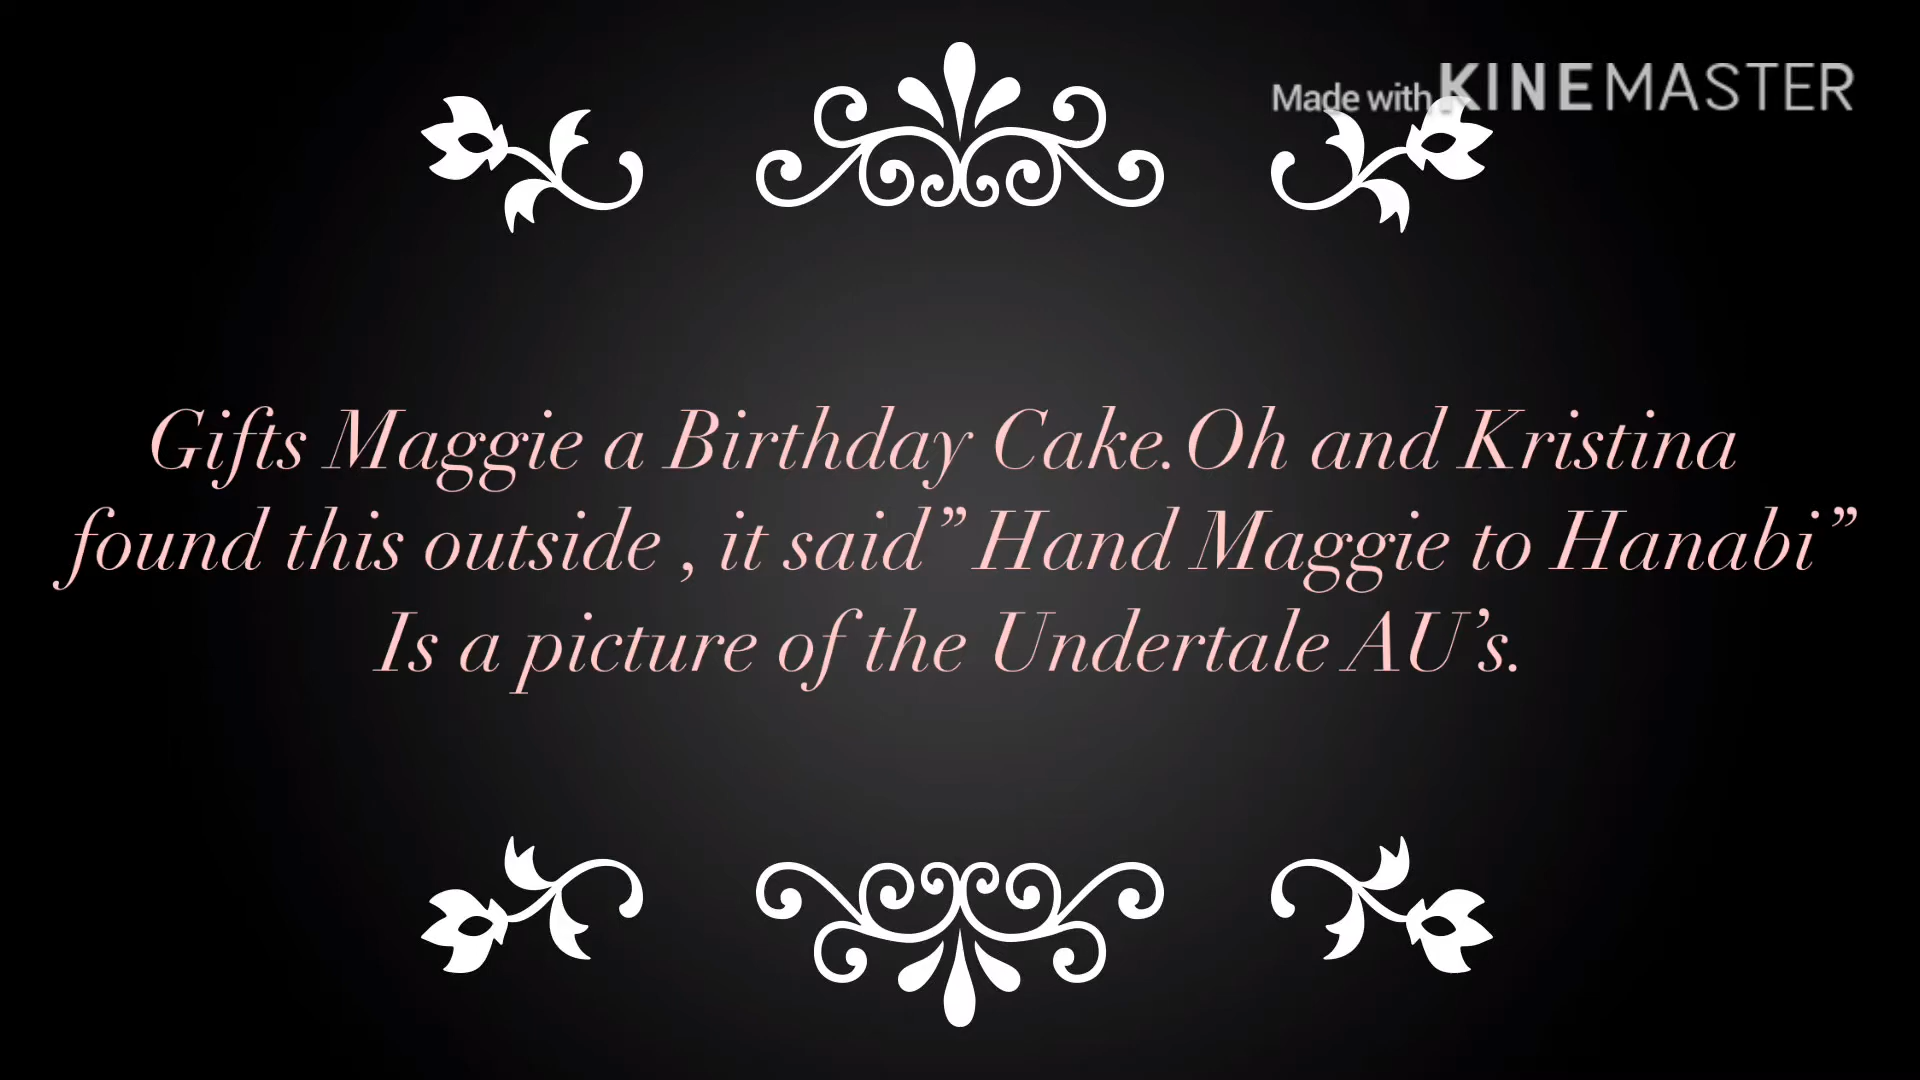 Made with KINEMASTER
Gifts Maggie a Birthday Cake.Oh and Kristina
found this outside , it said” Hand Maggie to Hanabi”
Is a picture of the Undertale AU’s.